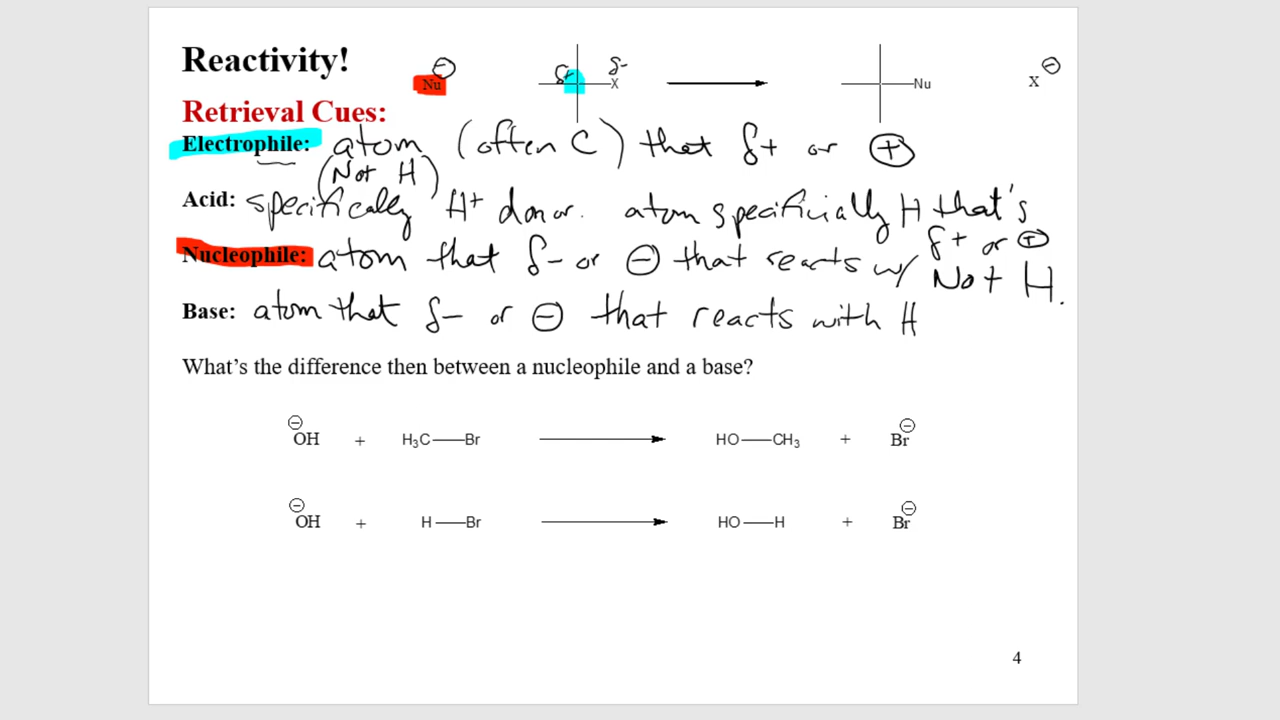 Reactivity!
Nu ⊖ δ+ δ- X Nu X ⊖
Retrieval Cues:
Electrophile: atom (often C) that δ+ or ⊕
(Not H)
Acid: specifically H+ donor. atom specificially H that's
δ+ or ⊕
Nucleophile: atom that δ- or ⊖ that reacts w/ Not H.
Base: atom that δ- or ⊖ that reacts with H
What's the difference then between a nucleophile and a base?
⊖ OH + H₃C—Br HO—CH₃ + Br ⊖
⊖ OH + H—Br HO—H + Br ⊖
4